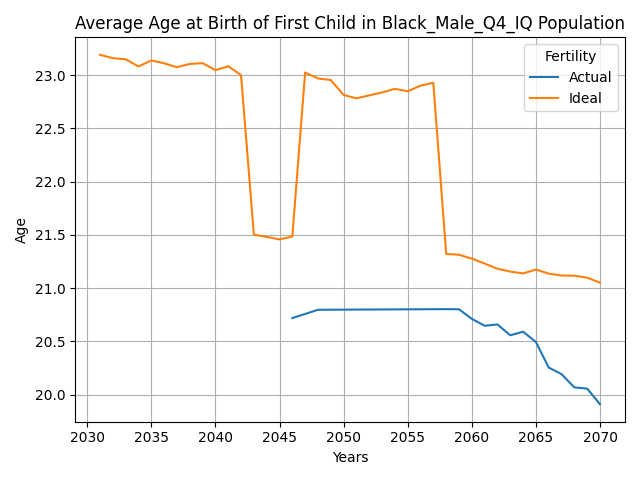 Average Age at Birth of First Child in Black_Male_Q4_IQ Population
Fertility
Actual
Ideal
Age
23.0
22.5
22.0
21.5
21.0
20.5
20.0
2030 2035 2040 2045 2050 2055 2060 2065 2070
Years